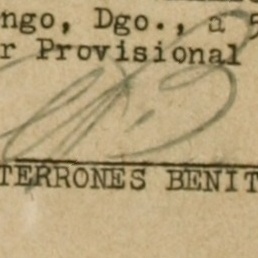 ngo, Dgo., a 5
r Provisional
TERRONES BENIT